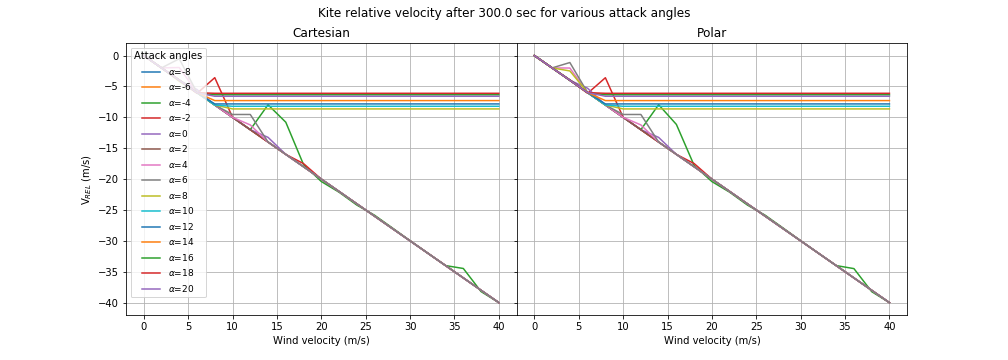 Kite relative velocity after 300.0 sec for various attack angles
Cartesian
Polar
Attack angles
α=-8
α=-6
α=-4
α=-2
α=0
α=2
α=4
α=6
α=8
α=10
α=12
α=14
α=16
α=18
α=20
V_REL (m/s)
0
−5
−10
−15
−20
−25
−30
−35
−40
0 5 10 15 20 25 30 35 40
0 5 10 15 20 25 30 35 40
Wind velocity (m/s)
Wind velocity (m/s)